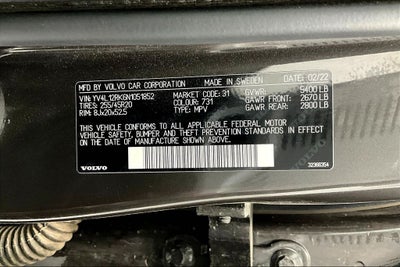 MFD BY VOLVO CAR CORPORATION MADE IN SWEDEN DATE: 02/22
VIN: YV4L12RK6N1051852 MARKET CODE: 31 GVWR: 5400 LB
TIRES: 255/45R20 COLOUR: 731 GAWR FRONT: 2670 LB
RIM: 8Jx20x52.5 TYPE: MPV GAWR REAR: 2800 LB
THIS VEHICLE CONFORMS TO ALL APPLICABLE FEDERAL MOTOR
VEHICLE SAFETY, BUMPER AND THEFT PREVENTION STANDARDS IN EFFECT ON THE
DATE OF MANUFACTURE SHOWN ABOVE.
VOLVO
32366354